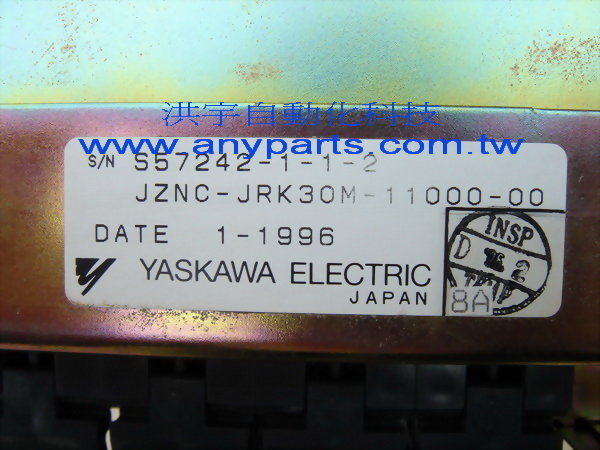 洪宇自動化科技
www.anyparts.com.tw
S/N S57242-1-1-2
JZNC-JRK30M-11000-00
DATE 1-1996
YASKAWA ELECTRIC
JAPAN
INSP
D 2
8A